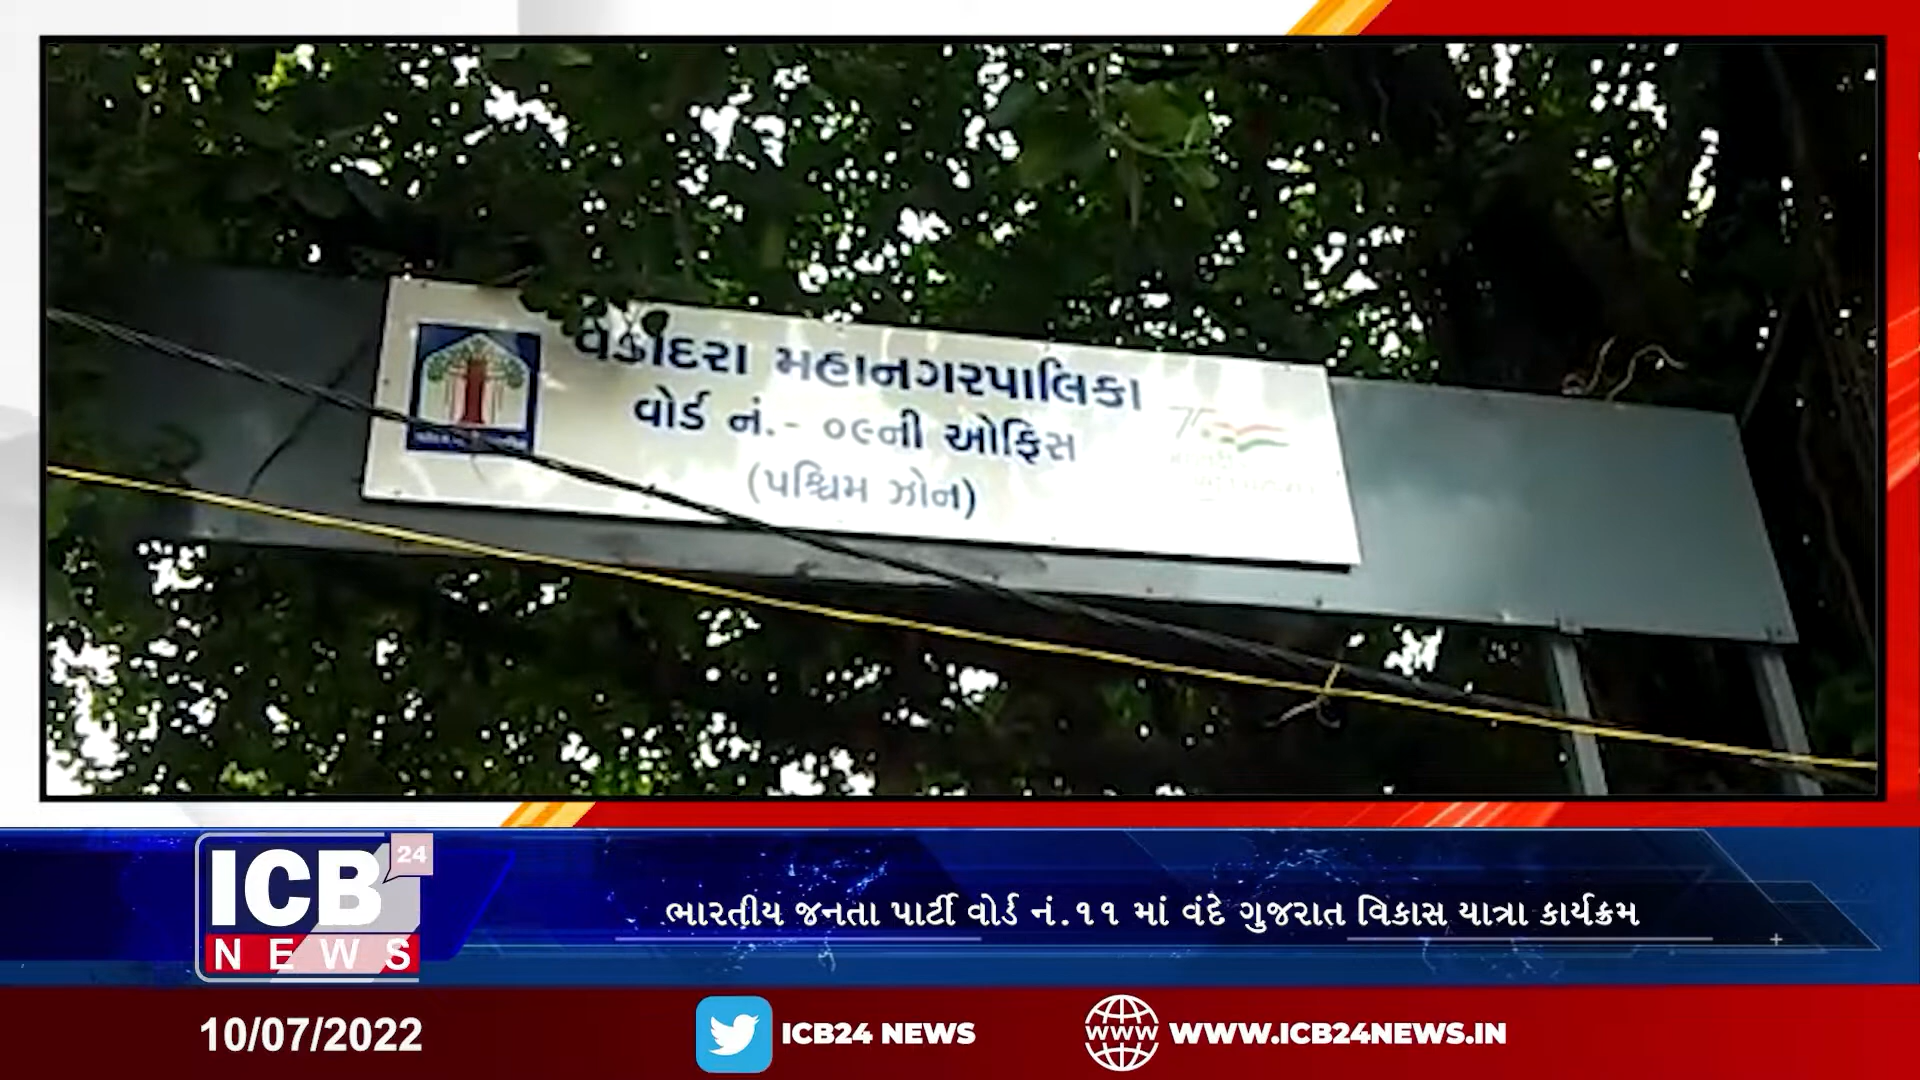 વડોદરા મહાનગરપાલિકા
વોર્ડ નં.- ૦૯ની ઓફિસ
(પશ્ચિમ ઝોન)
75
ICB 24
NEWS
ભારતીય જનતા પાર્ટી વોર્ડ નં.૧૧ માં વંદે ગુજરાત વિકાસ યાત્રા કાર્યક્રમ
10/07/2022
ICB24 NEWS
WWW.ICB24NEWS.IN